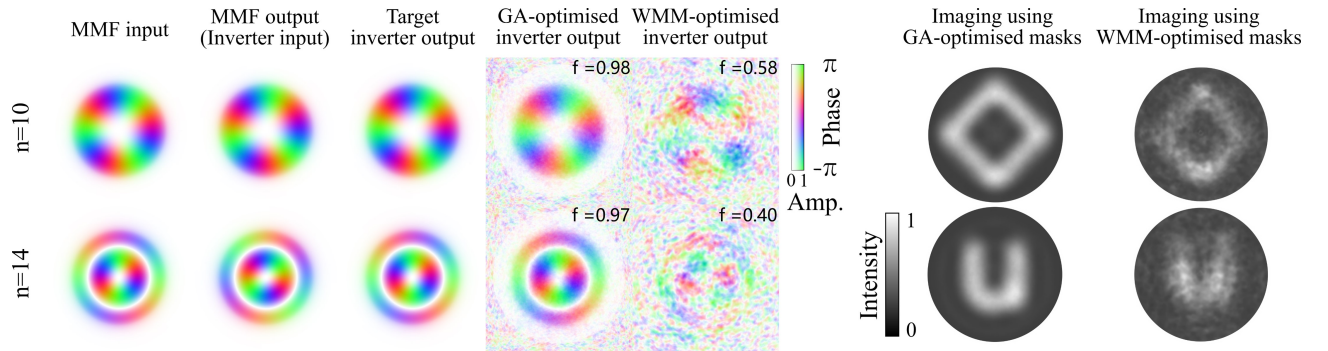 MMF input
MMF output
(Inverter input)
Target
inverter output
GA-optimised
inverter output
WMM-optimised
inverter output
Imaging using
GA-optimised masks
Imaging using
WMM-optimised masks
n=10
f =0.98
f =0.58
π
Phase
-π
0 1
Amp.
n=14
f =0.97
f =0.40
1
Intensity
0